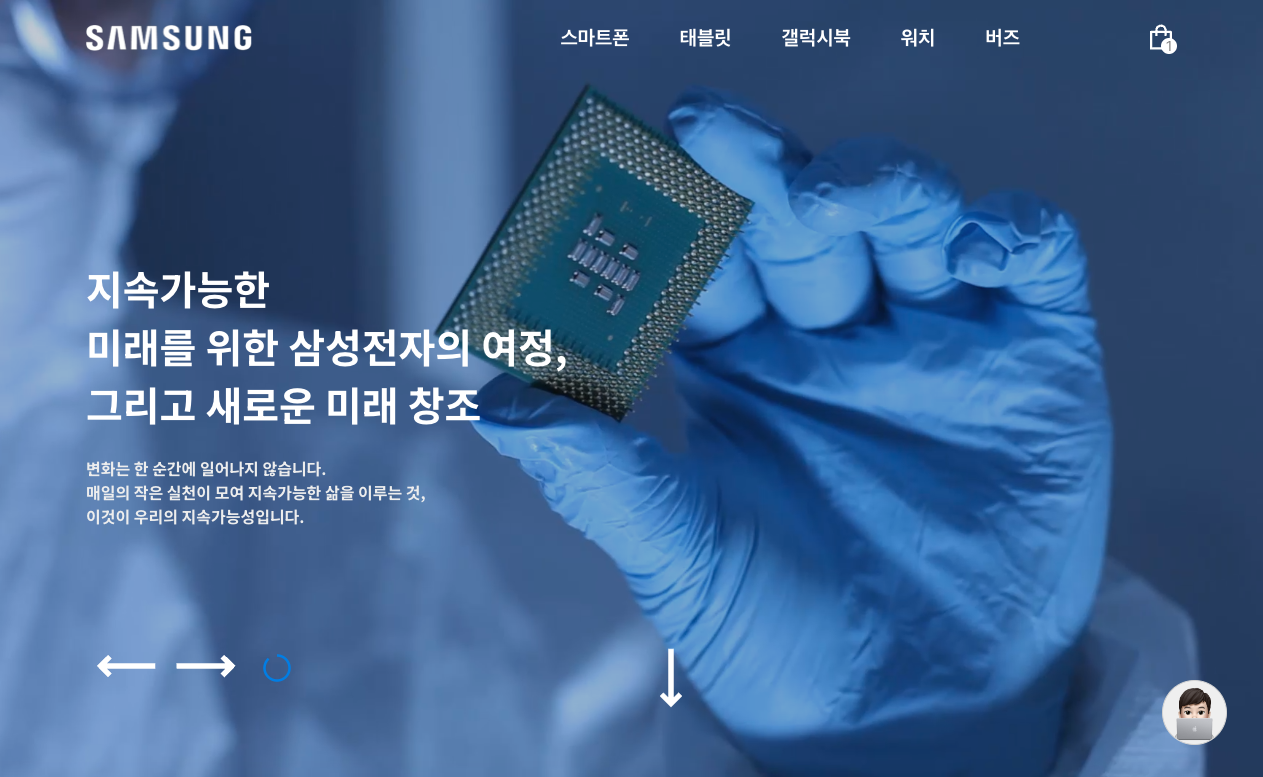 SAMSUNG
스마트폰
태블릿
갤럭시북
워치
버즈
1
지속가능한
미래를 위한 삼성전자의 여정,
그리고 새로운 미래 창조
변화는 한 순간에 일어나지 않습니다.
매일의 작은 실천이 모여 지속가능한 삶을 이루는 것,
이것이 우리의 지속가능성입니다.